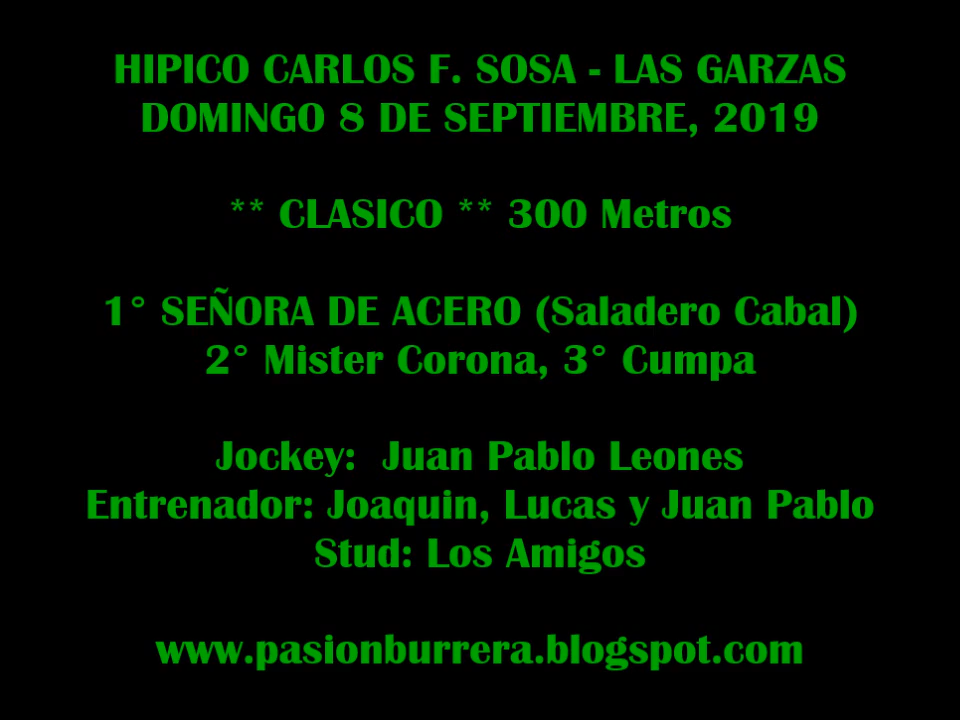 HIPICO CARLOS F. SOSA - LAS GARZAS
DOMINGO 8 DE SEPTIEMBRE, 2019
** CLASICO ** 300 Metros
1° SEÑORA DE ACERO (Saladero Cabal)
2° Mister Corona, 3° Cumpa
Jockey:  Juan Pablo Leones
Entrenador: Joaquin, Lucas y Juan Pablo
Stud: Los Amigos
www.pasionburrera.blogspot.com